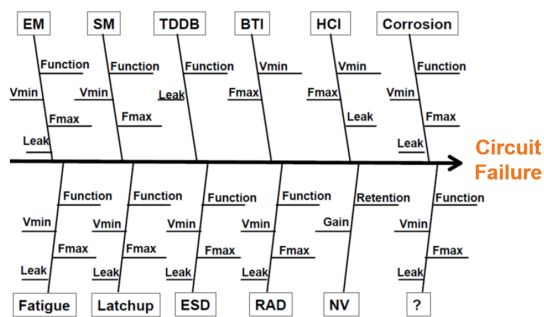 EM SM TDDB BTI HCI Corrosion
Function Function Function Vmin Vmin Function
Vmin Vmin Leak Fmax Fmax Vmin
Fmax Fmax Leak Fmax
Leak Leak
Circuit
Failure
Function Function Function Function Retention Function
Vmin Vmin Vmin Vmin Gain Vmin
Fmax Fmax Fmax Fmax Fmax
Leak Leak Leak Leak Leak
Fatigue Latchup ESD RAD NV ?